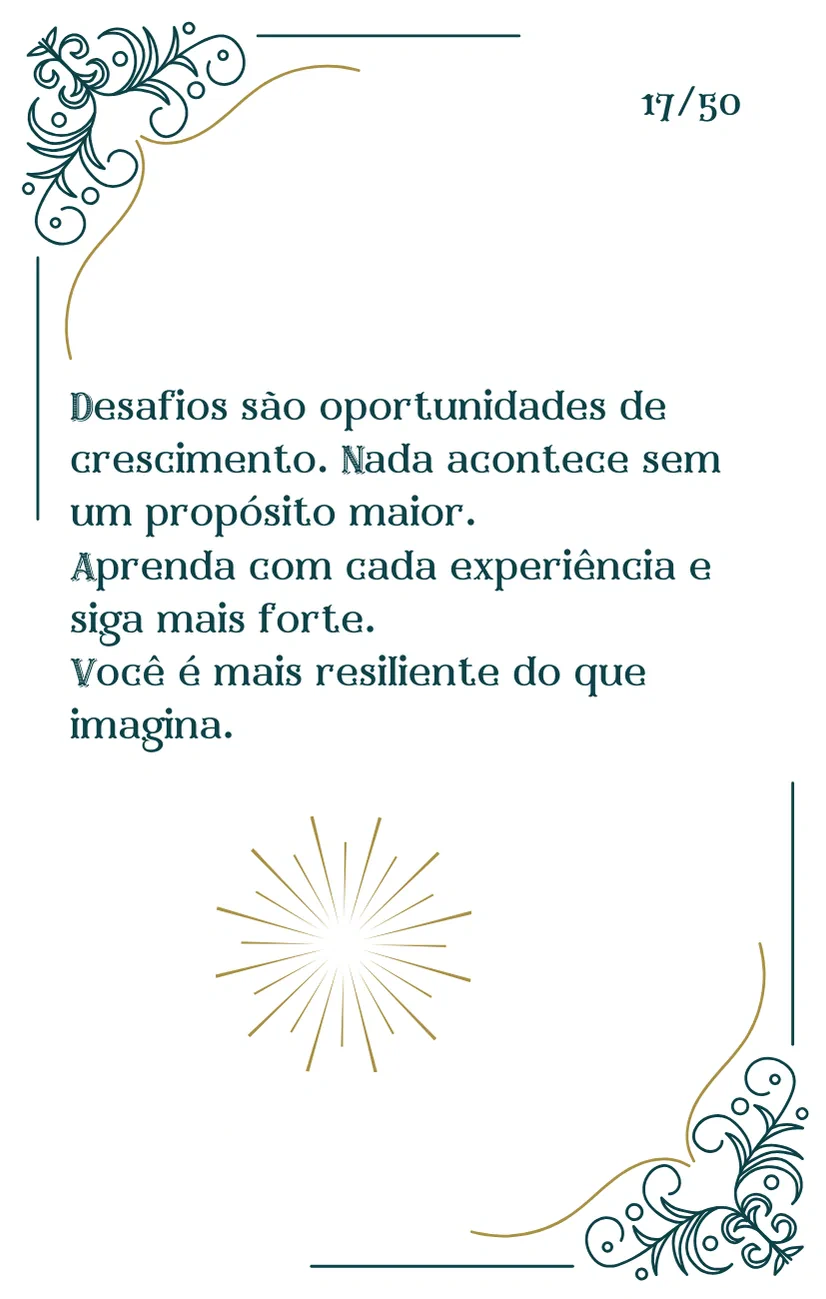 17/50
Desafios são oportunidades de
crescimento. Nada acontece sem
um propósito maior.
Aprenda com cada experiência e
siga mais forte.
Você é mais resiliente do que
imagina.